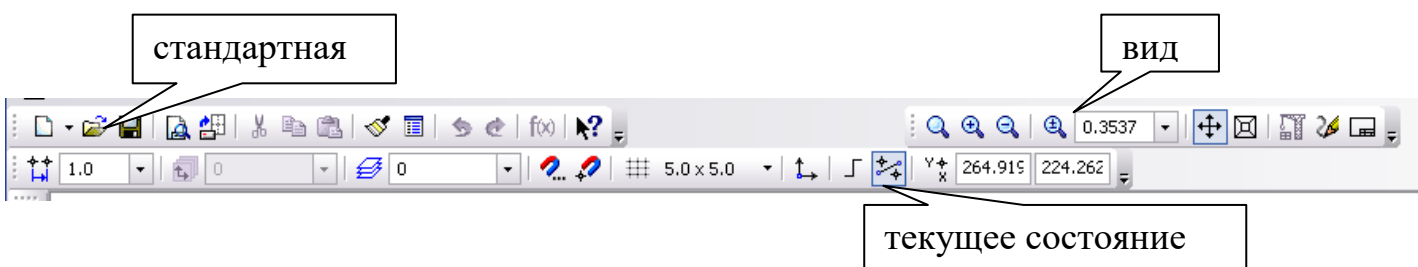 стандартная
вид
f(x) ? 0.3537
1.0 0 0 5.0 x 5.0 Y X 264.919 224.262
текущее состояние